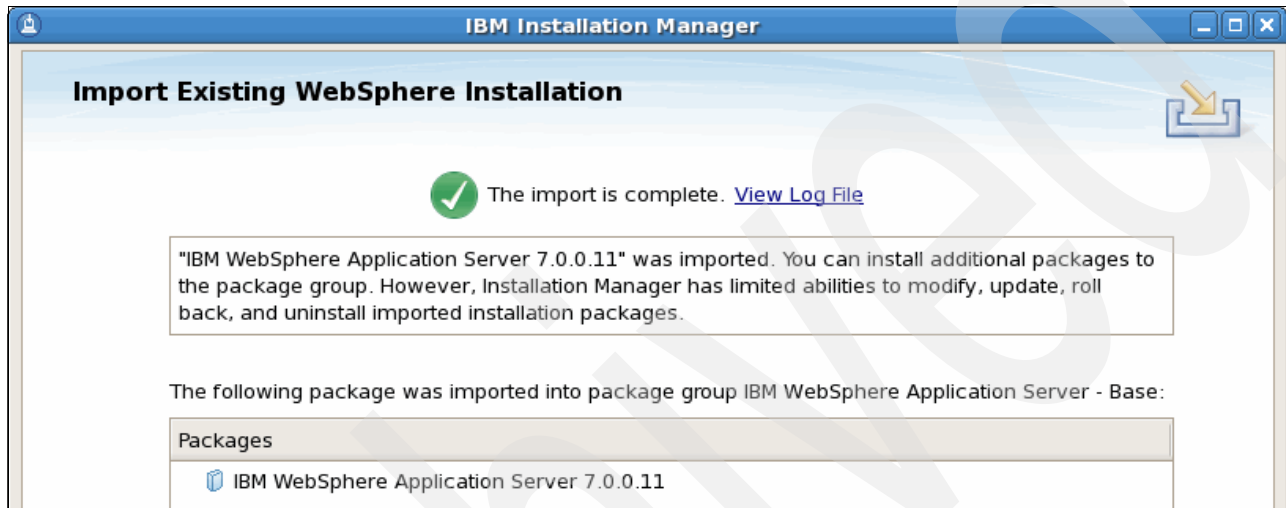 IBM Installation Manager
Import Existing WebSphere Installation
The import is complete. View Log File
"IBM WebSphere Application Server 7.0.0.11" was imported. You can install additional packages to
the package group. However, Installation Manager has limited abilities to modify, update, roll
back, and uninstall imported installation packages.
The following package was imported into package group IBM WebSphere Application Server - Base:
Packages
IBM WebSphere Application Server 7.0.0.11